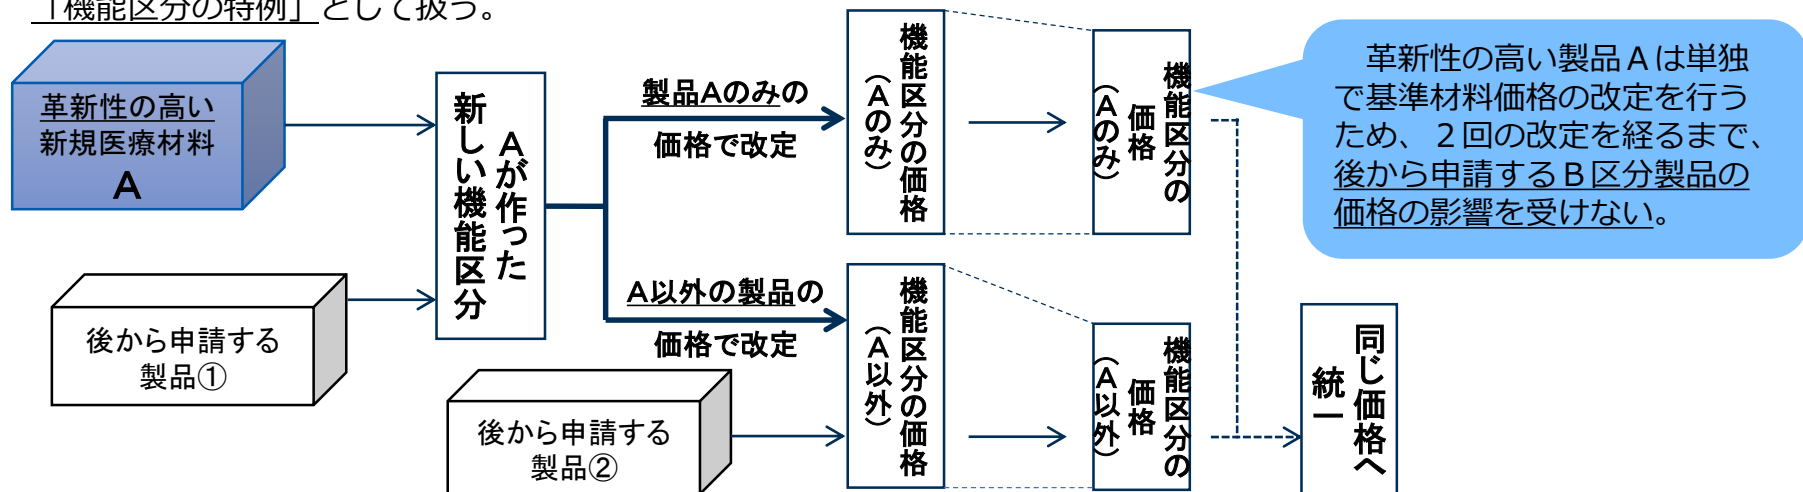 「機能区分の特例」として扱う。
革新性の高い
新規医療材料
A
後から申請する
製品①
Aが作った
新しい機能区分
製品Aのみの
価格で改定
A以外の製品の
価格で改定
後から申請する
製品②
機能区分の価格
（Aのみ）
機能区分の
価格
（Aのみ）
機能区分の価格
（A以外）
機能区分の
価格
（A以外）
革新性の高い製品Aは単独
で基準材料価格の改定を行う
ため、２回の改定を経るまで、
後から申請するB区分製品の
価格の影響を受けない。
同じ価格へ
統一